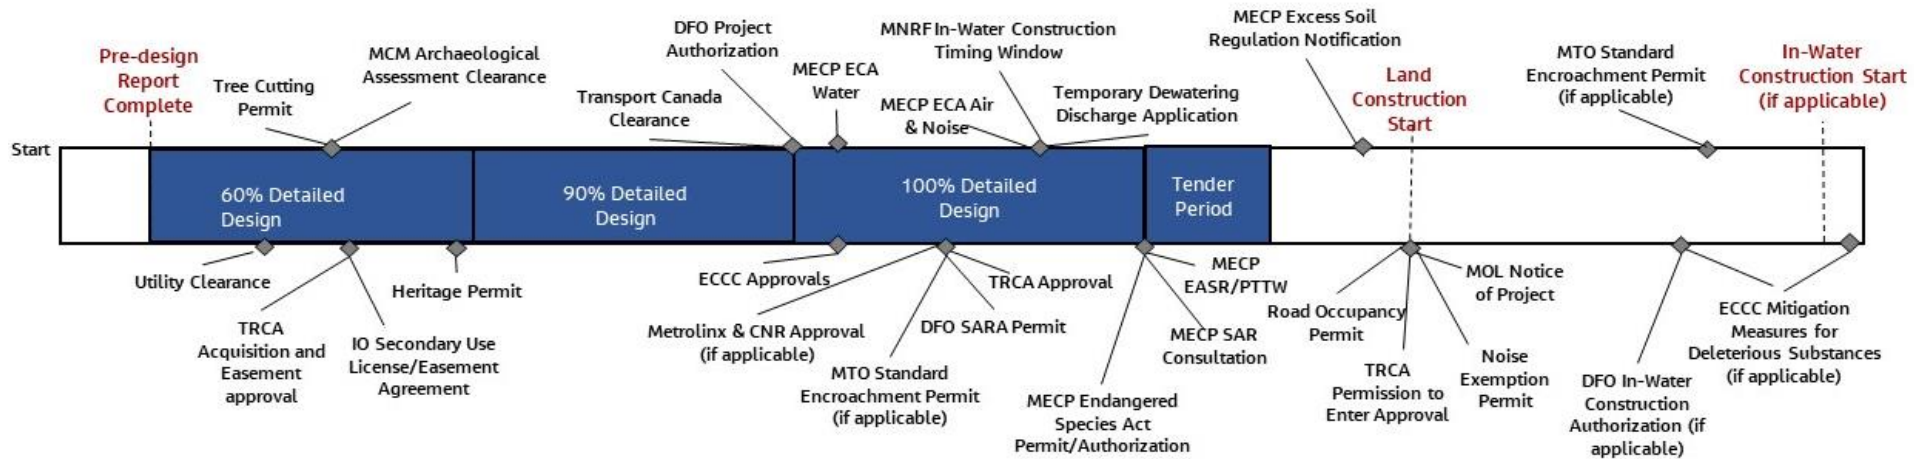 Pre-design
Report
Complete
Tree Cutting
Permit
MCM Archaeological
Assessment Clearance
Transport Canada
Clearance
DFO Project
Authorization
MECP ECA
Water
MNRF In-Water Construction
Timing Window
MECP ECA Air
& Noise
Temporary Dewatering
Discharge Application
MECP Excess Soil
Regulation Notification
Land
Construction
Start
MTO Standard
Encroachment Permit
(if applicable)
In-Water
Construction Start
(if applicable)
Start
60% Detailed
Design
90% Detailed
Design
100% Detailed
Design
Tender
Period
Utility Clearance
TRCA
Acquisition and
Easement
approval
IO Secondary Use
License/Easement
Agreement
Heritage Permit
ECCC Approvals
Metrolinx & CNR Approval
(if applicable)
MTO Standard
Encroachment Permit
(if applicable)
DFO SARA Permit
TRCA Approval
MECP Endangered
Species Act
Permit/Authorization
MECP SAR
Consultation
MECP
EASR/PTTW
Road Occupancy
Permit
TRCA
Permission to
Enter Approval
Noise
Exemption
Permit
MOL Notice
of Project
DFO In-Water
Construction
Authorization (if
applicable)
ECCC Mitigation
Measures for
Deleterious Substances
(if applicable)